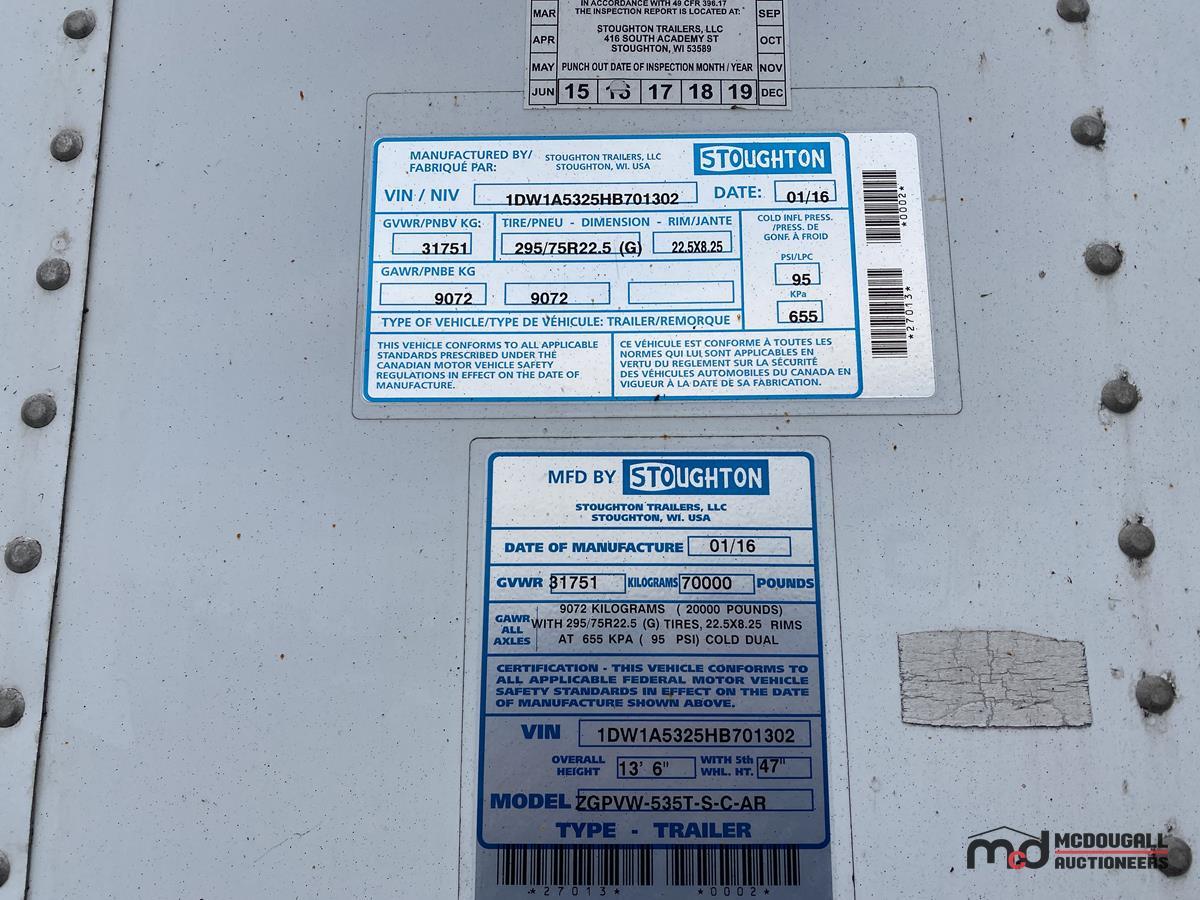 IN ACCORDANCE WITH 49 CFR 396.17
MAR THE INSPECTION REPORT IS LOCATED AT: SEP
STOUGHTON TRAILERS, LLC
APR 416 SOUTH ACADEMY ST OCT
STOUGHTON, WI 53589
MAY PUNCH OUT DATE OF INSPECTION MONTH / YEAR NOV
JUN 15 16 17 18 19 DEC
MANUFACTURED BY/ STOUGHTON TRAILERS, LLC STOUGHTON
FABRIQUÉ PAR: STOUGHTON, WI. USA
VIN / NIV 1DW1A5325HB701302 DATE: 01/16
GVWR/PNBV KG: TIRE/PNEU - DIMENSION - RIM/JANTE COLD INFL PRESS.
/PRESS. DE
GONF. À FROID
31751 295/75R22.5 (G) 22.5X8.25
PSI/LPC
GAWR/PNBE KG 95
KPa
9072 9072
655
TYPE OF VEHICLE/TYPE DE VÉHICULE: TRAILER/REMORQUE
THIS VEHICLE CONFORMS TO ALL APPLICABLE
STANDARDS PRESCRIBED UNDER THE
CANADIAN MOTOR VEHICLE SAFETY
REGULATIONS IN EFFECT ON THE DATE OF
MANUFACTURE.
CE VÉHICULE EST CONFORME À TOUTES LES
NORMES QUI LUI SONT APPLICABLES EN
VERTU DU REGLEMENT SUR LA SÉCURITÉ
DES VÉHICULES AUTOMOBILES DU CANADA EN
VIGUEUR À LA DATE DE SA FABRICATION.
*0002*
*27013*
MFD BY STOUGHTON
STOUGHTON TRAILERS, LLC
STOUGHTON, WI. USA
DATE OF MANUFACTURE 01/16
GVWR 31751 KILOGRAMS 70000 POUNDS
GAWR
ALL
AXLES
9072 KILOGRAMS ( 20000 POUNDS)
WITH 295/75R22.5 (G) TIRES, 22.5X8.25 RIMS
AT 655 KPA ( 95 PSI) COLD DUAL
CERTIFICATION - THIS VEHICLE CONFORMS TO
ALL APPLICABLE FEDERAL MOTOR VEHICLE
SAFETY STANDARDS IN EFFECT ON THE DATE
OF MANUFACTURE SHOWN ABOVE.
VIN 1DW1A5325HB701302
OVERALL
HEIGHT 13' 6" WITH 5th
WHL. HT. 47"
MODEL ZGPVW-535T-S-C-AR
TYPE - TRAILER
*27013* *0002*
mcd MCDOUGALL
AUCTIONEERS